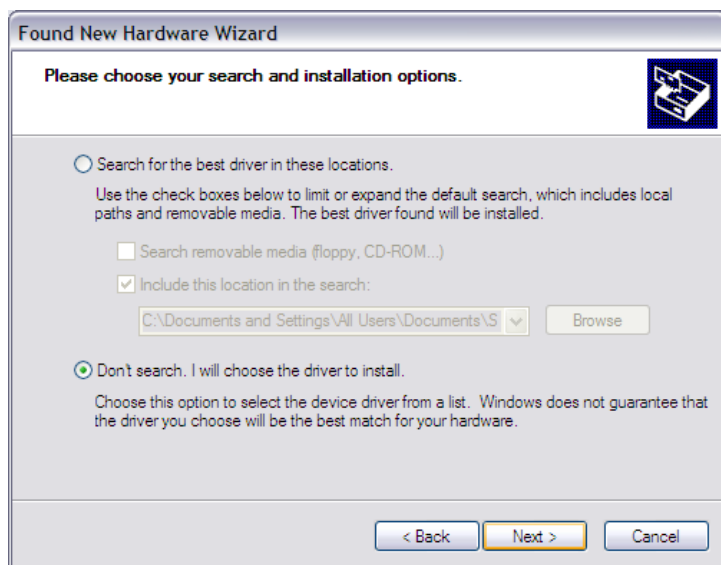 Found New Hardware Wizard
Please choose your search and installation options.
Search for the best driver in these locations.
Use the check boxes below to limit or expand the default search, which includes local
paths and removable media. The best driver found will be installed.
Search removable media (floppy, CD-ROM...)
Include this location in the search:
C:\Documents and Settings\All Users\Documents\S
Browse
Don't search. I will choose the driver to install.
Choose this option to select the device driver from a list.  Windows does not guarantee that
the driver you choose will be the best match for your hardware.
< Back
Next >
Cancel